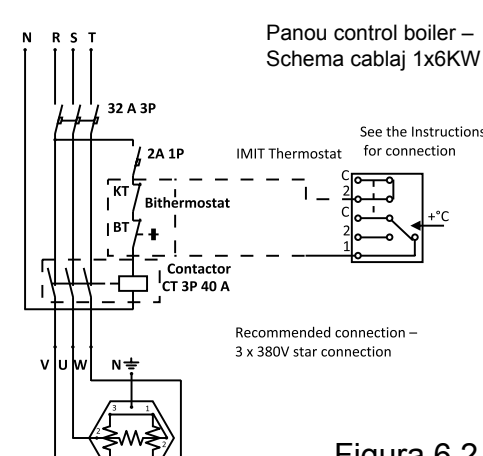 Panou control boiler –
Schema cablaj 1x6KW
N R S T
32 A 3P
See the Instructions
for connection
2A 1P
IMIT Thermostat
KT
Bithermostat
BT
C
2
C
2
1
+°C
Contactor
CT 3P 40 A
Recommended connection –
3 x 380V star connection
V U W N
3 1
2 2
Figura 6.2